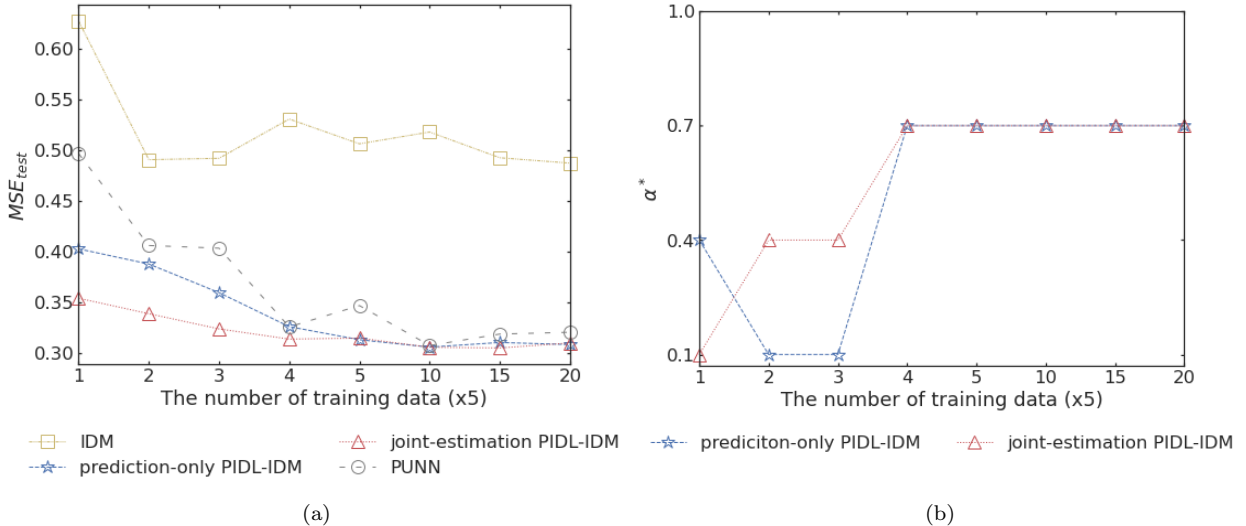 0.60
0.55
0.50
0.45
0.40
0.35
0.30
MSE_test
1 2 3 4 5 10 15 20
The number of training data (x5)
IDM
prediction-only PIDL-IDM
joint-estimation PIDL-IDM
PUNN
(a)
1.0
0.7
0.4
0.1
α*
1 2 3 4 5 10 15 20
The number of training data (x5)
prediciton-only PIDL-IDM
joint-estimation PIDL-IDM
(b)